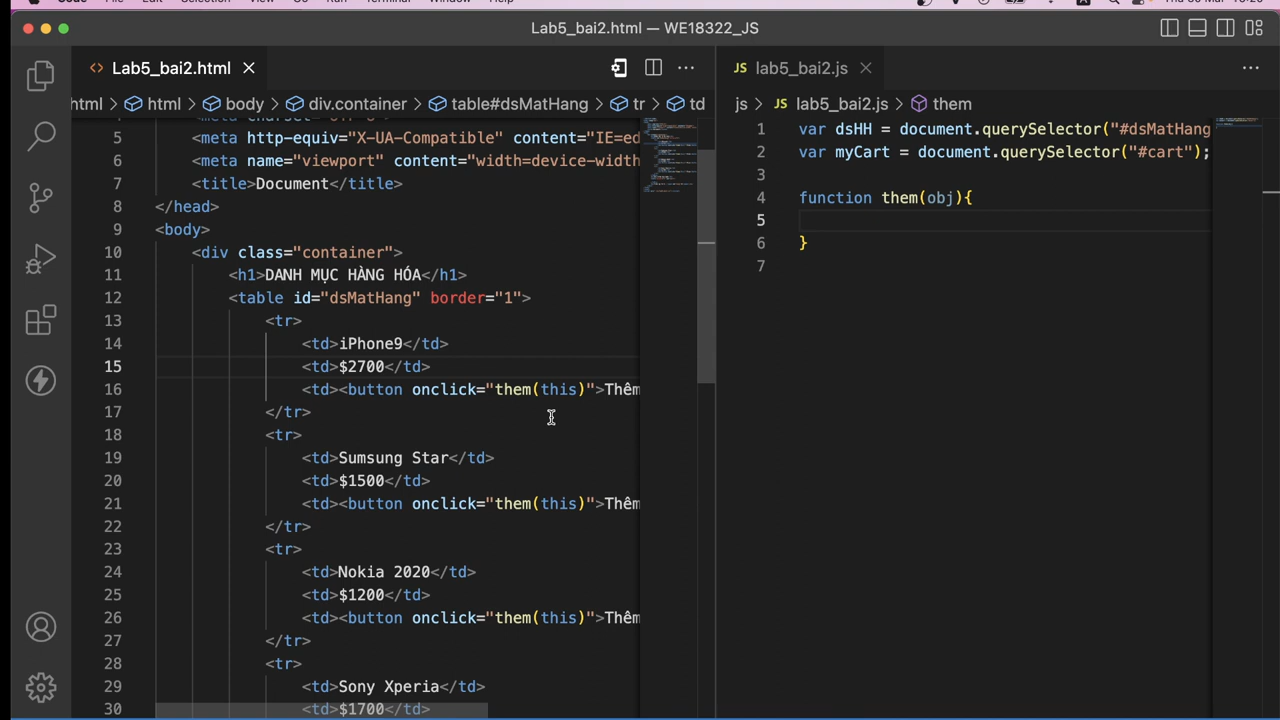 Lab5_bai2.html — WE18322_JS
<> Lab5_bai2.html
html > html > body > div.container > table#dsMatHang > tr > td
5 <meta http-equiv="X-UA-Compatible" content="IE=ed
6 <meta name="viewport" content="width=device-width
7 <title>Document</title>
8 </head>
9 <body>
10 <div class="container">
11 <h1>DANH MỤC HÀNG HÓA</h1>
12 <table id="dsMatHang" border="1">
13 <tr>
14 <td>iPhone9</td>
15 <td>$2700</td>
16 <td><button onclick="them(this)">Thêm
17 </tr>
18 <tr>
19 <td>Sumsung Star</td>
20 <td>$1500</td>
21 <td><button onclick="them(this)">Thêm
22 </tr>
23 <tr>
24 <td>Nokia 2020</td>
25 <td>$1200</td>
26 <td><button onclick="them(this)">Thêm
27 </tr>
28 <tr>
29 <td>Sony Xperia</td>
30 <td>$1700</td>
JS lab5_bai2.js
js > JS lab5_bai2.js > them
1 var dsHH = document.querySelector("#dsMatHang
2 var myCart = document.querySelector("#cart");
3
4 function them(obj){
5
6 }
7